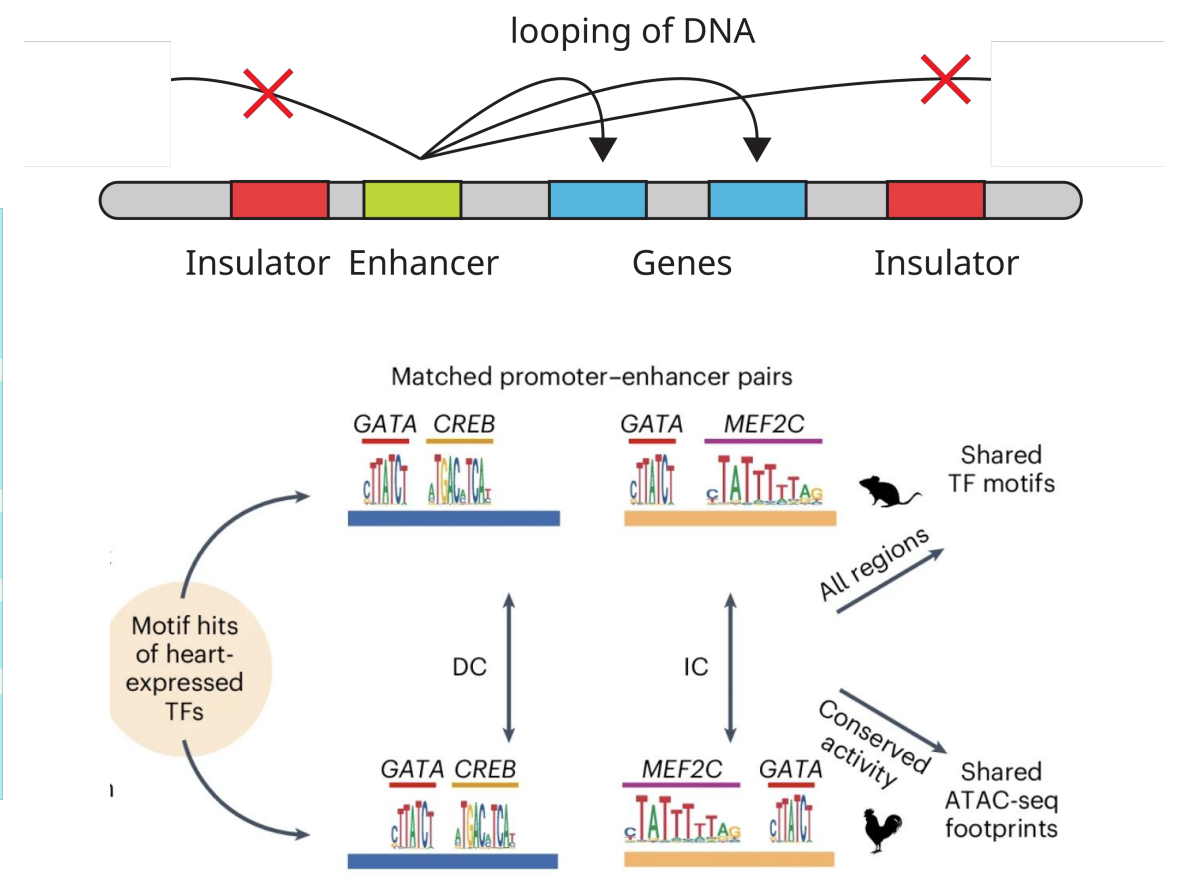 looping of DNA
Insulator Enhancer Genes Insulator
Matched promoter–enhancer pairs
GATA CREB GATA MEF2C
Shared
TF motifs
All regions
Motif hits
of heart-
expressed
TFs
DC IC
Conserved
activity
GATA CREB MEF2C GATA
Shared
ATAC-seq
footprints